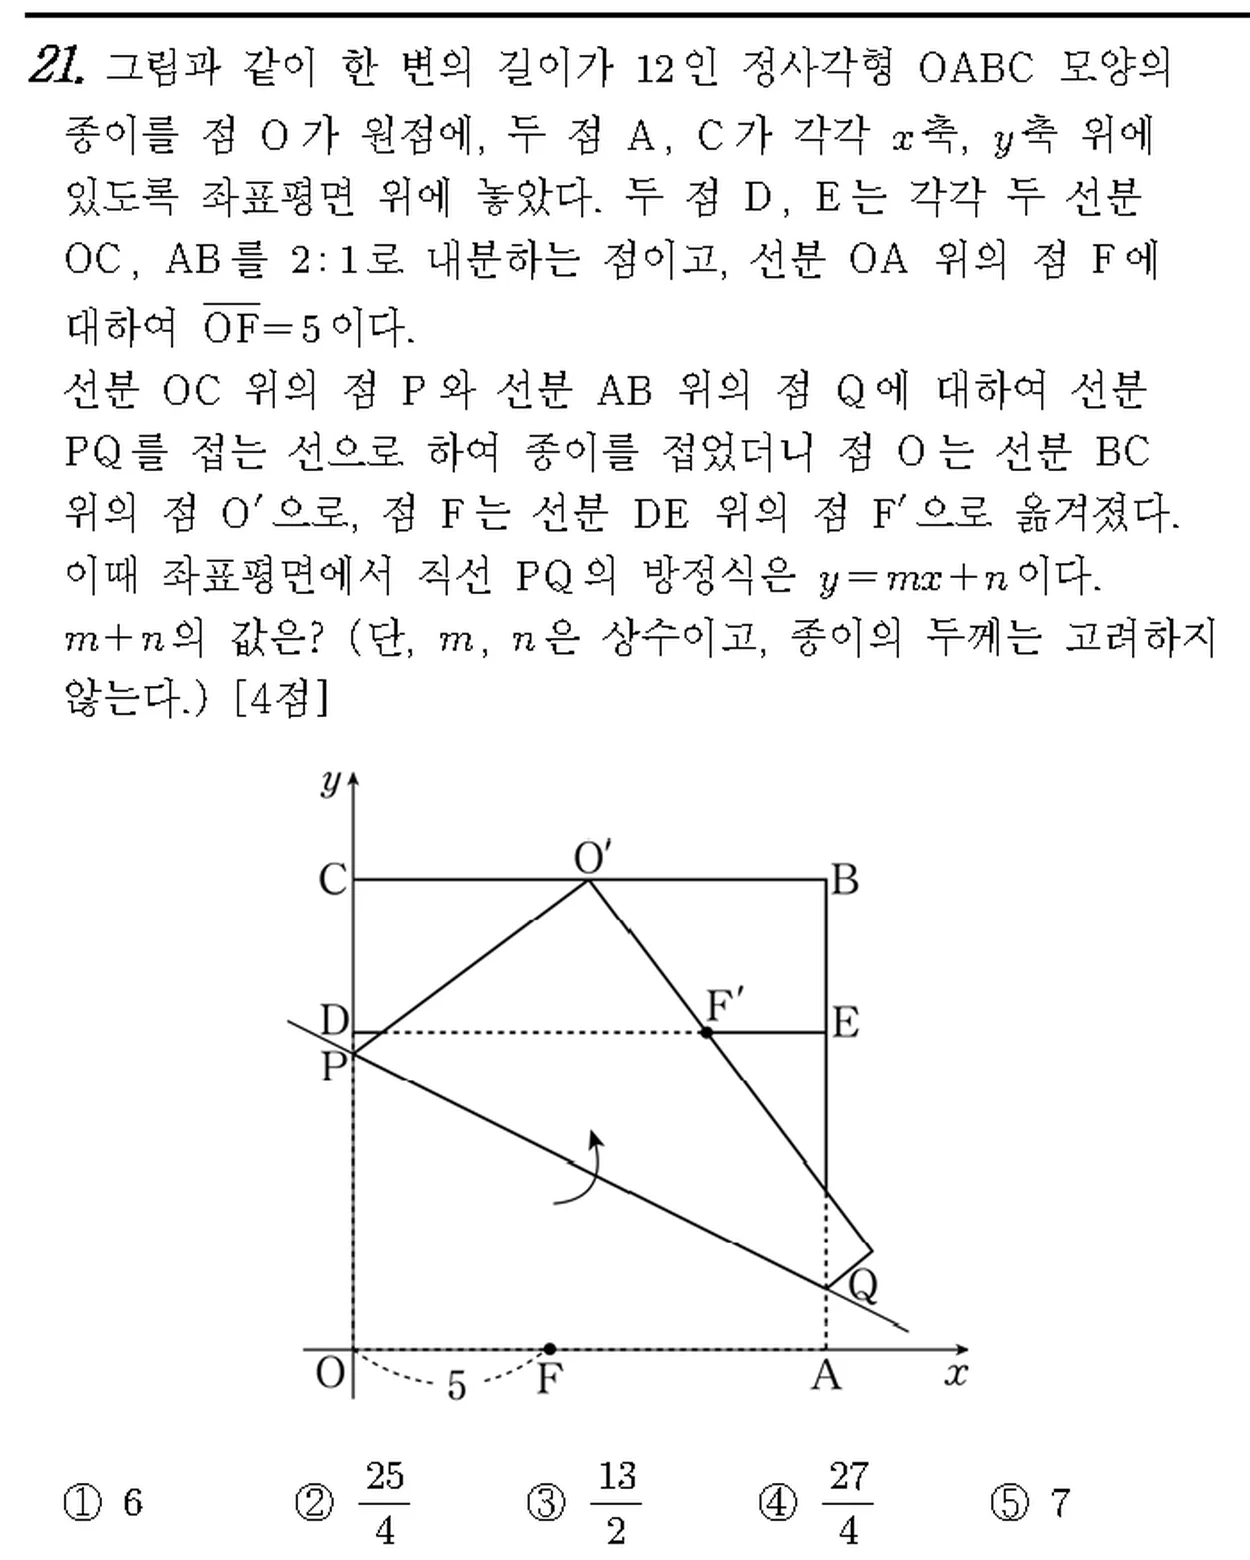 21. 그림과 같이 한 변의 길이가 12인 정사각형 OABC 모양의
종이를 점 O가 원점에, 두 점 A, C가 각각 x축, y축 위에
있도록 좌표평면 위에 놓았다. 두 점 D, E는 각각 두 선분
OC, AB를 2:1로 내분하는 점이고, 선분 OA 위의 점 F에
대하여 O̅F̅=5이다.
선분 OC 위의 점 P와 선분 AB 위의 점 Q에 대하여 선분
PQ를 접는 선으로 하여 종이를 접었더니 점 O는 선분 BC
위의 점 O′으로, 점 F는 선분 DE 위의 점 F′으로 옮겨졌다.
이때 좌표평면에서 직선 PQ의 방정식은 y=mx+n이다.
m+n의 값은? (단, m, n은 상수이고, 종이의 두께는 고려하지
않는다.) [4점]
y
O′
C B
F′
D E
P
Q
O 5 F A x
① 6 ② 25/4 ③ 13/2 ④ 27/4 ⑤ 7